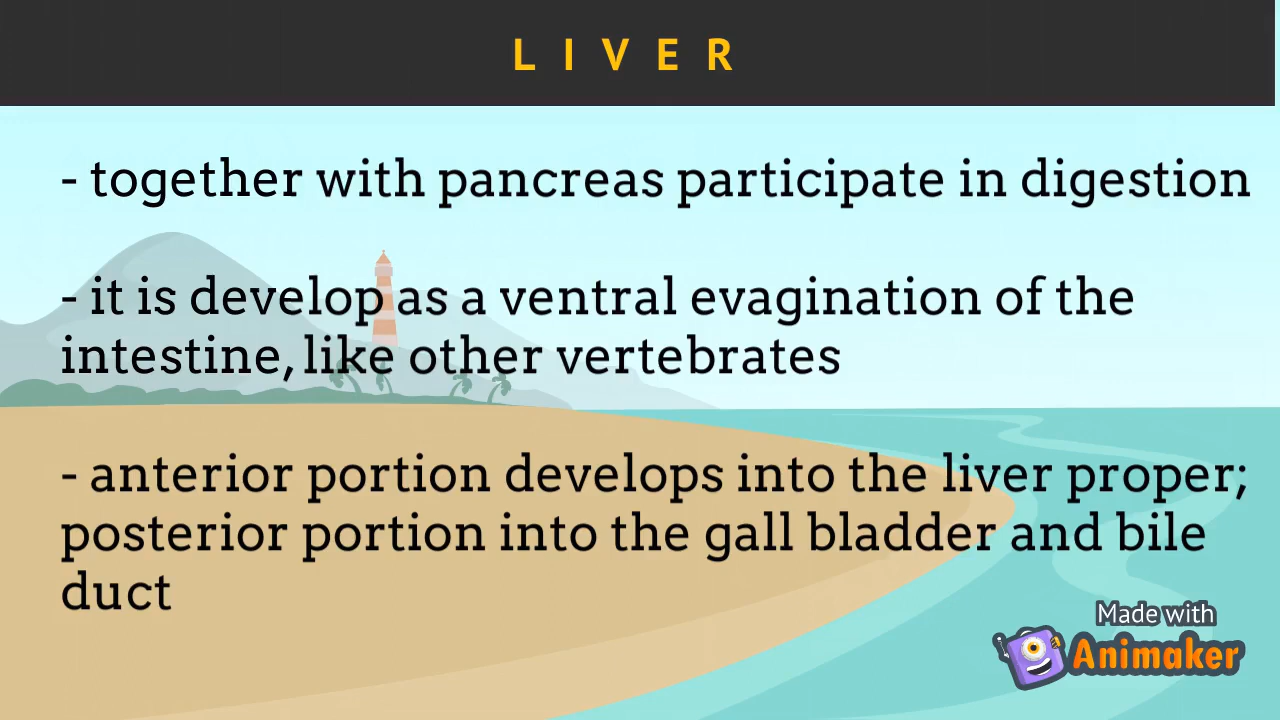 L I V E R
- together with pancreas participate in digestion
- it is develop as a ventral evagination of the
intestine, like other vertebrates
- anterior portion develops into the liver proper;
posterior portion into the gall bladder and bile
duct
Made with
Animaker